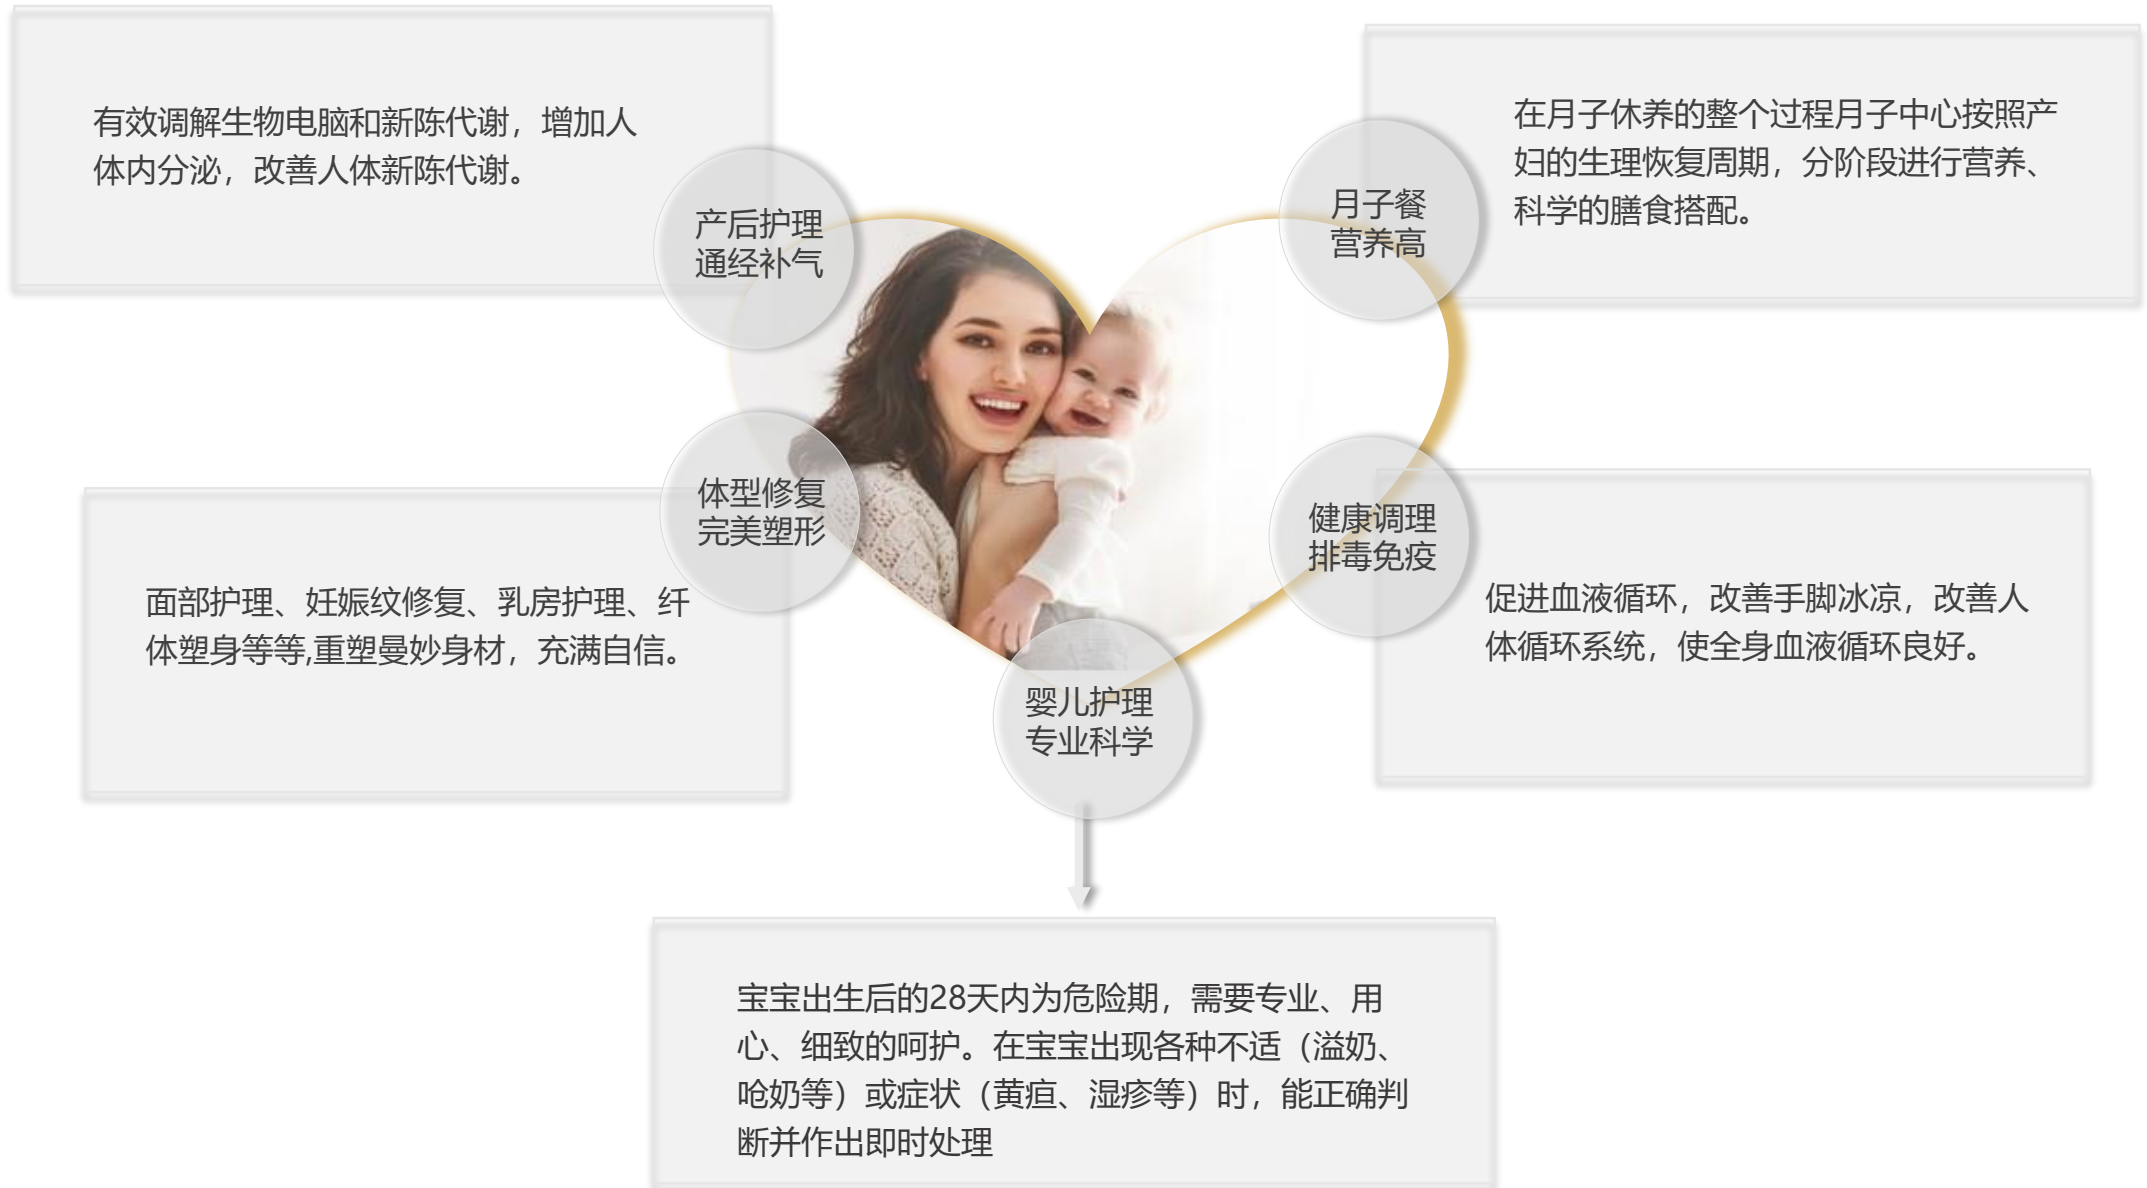 有效调解生物电脑和新陈代谢，增加人
体内分泌，改善人体新陈代谢。
产后护理
通经补气
月子餐
营养高
在月子休养的整个过程月子中心按照产
妇的生理恢复周期，分阶段进行营养、
科学的膳食搭配。
体型修复
完美塑形
面部护理、妊娠纹修复、乳房护理、纤
体塑身等等,重塑曼妙身材，充满自信。
健康调理
排毒免疫
促进血液循环，改善手脚冰凉，改善人
体循环系统，使全身血液循环良好。
婴儿护理
专业科学
宝宝出生后的28天内为危险期，需要专业、用
心、细致的呵护。在宝宝出现各种不适（溢奶、
呛奶等）或症状（黄疸、湿疹等）时，能正确判
断并作出即时处理